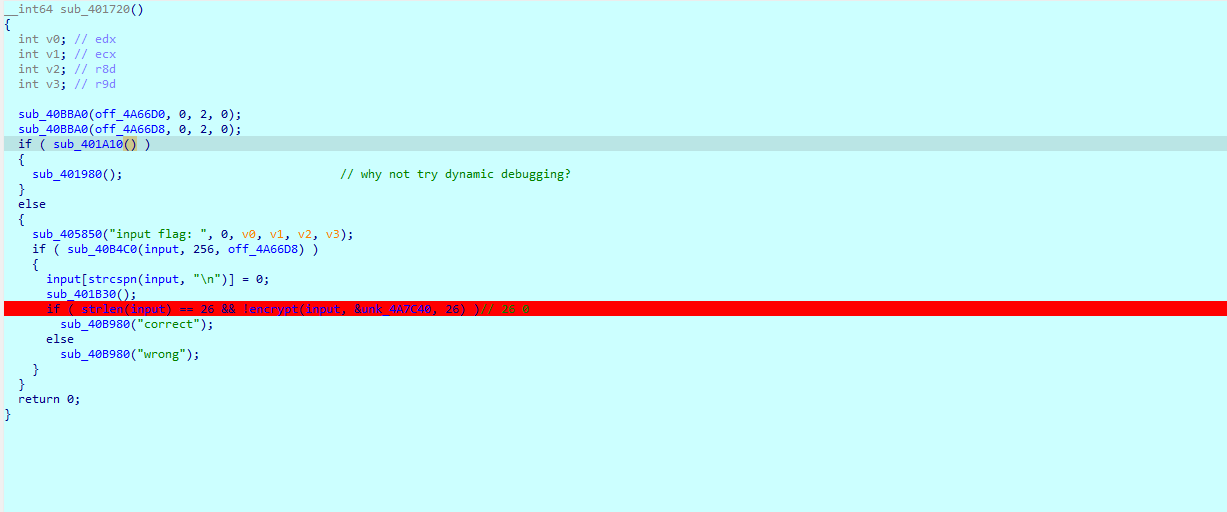 __int64 sub_401720()
{
int v0; // edx
int v1; // ecx
int v2; // r8d
int v3; // r9d
sub_40BBA0(off_4A66D0, 0, 2, 0);
sub_40BBA0(off_4A66D8, 0, 2, 0);
if ( sub_401A10() )
{
sub_401980(); // why not try dynamic debugging?
}
else
{
sub_405850("input flag: ", 0, v0, v1, v2, v3);
if ( sub_40B4C0(input, 256, off_4A66D8) )
{
input[strcspn(input, "\n")] = 0;
sub_401B30();
if ( strlen(input) == 26 && !encrypt(input, &unk_4A7C40, 26) )// 26 0
sub_40B980("correct");
else
sub_40B980("wrong");
}
}
return 0;
}